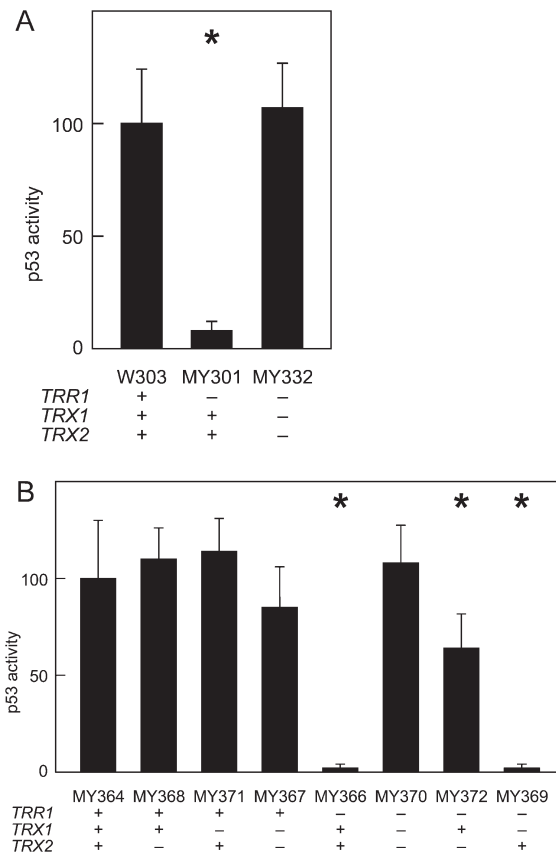 A
*
100
50
0
p53 activity
W303 MY301 MY332
TRR1 + – –
TRX1 + + –
TRX2 + + –
B
* * *
100
50
0
p53 activity
MY364 MY368 MY371 MY367 MY366 MY370 MY372 MY369
TRR1 + + + + – – – –
TRX1 + + – – + – + –
TRX2 + – + – + – – +